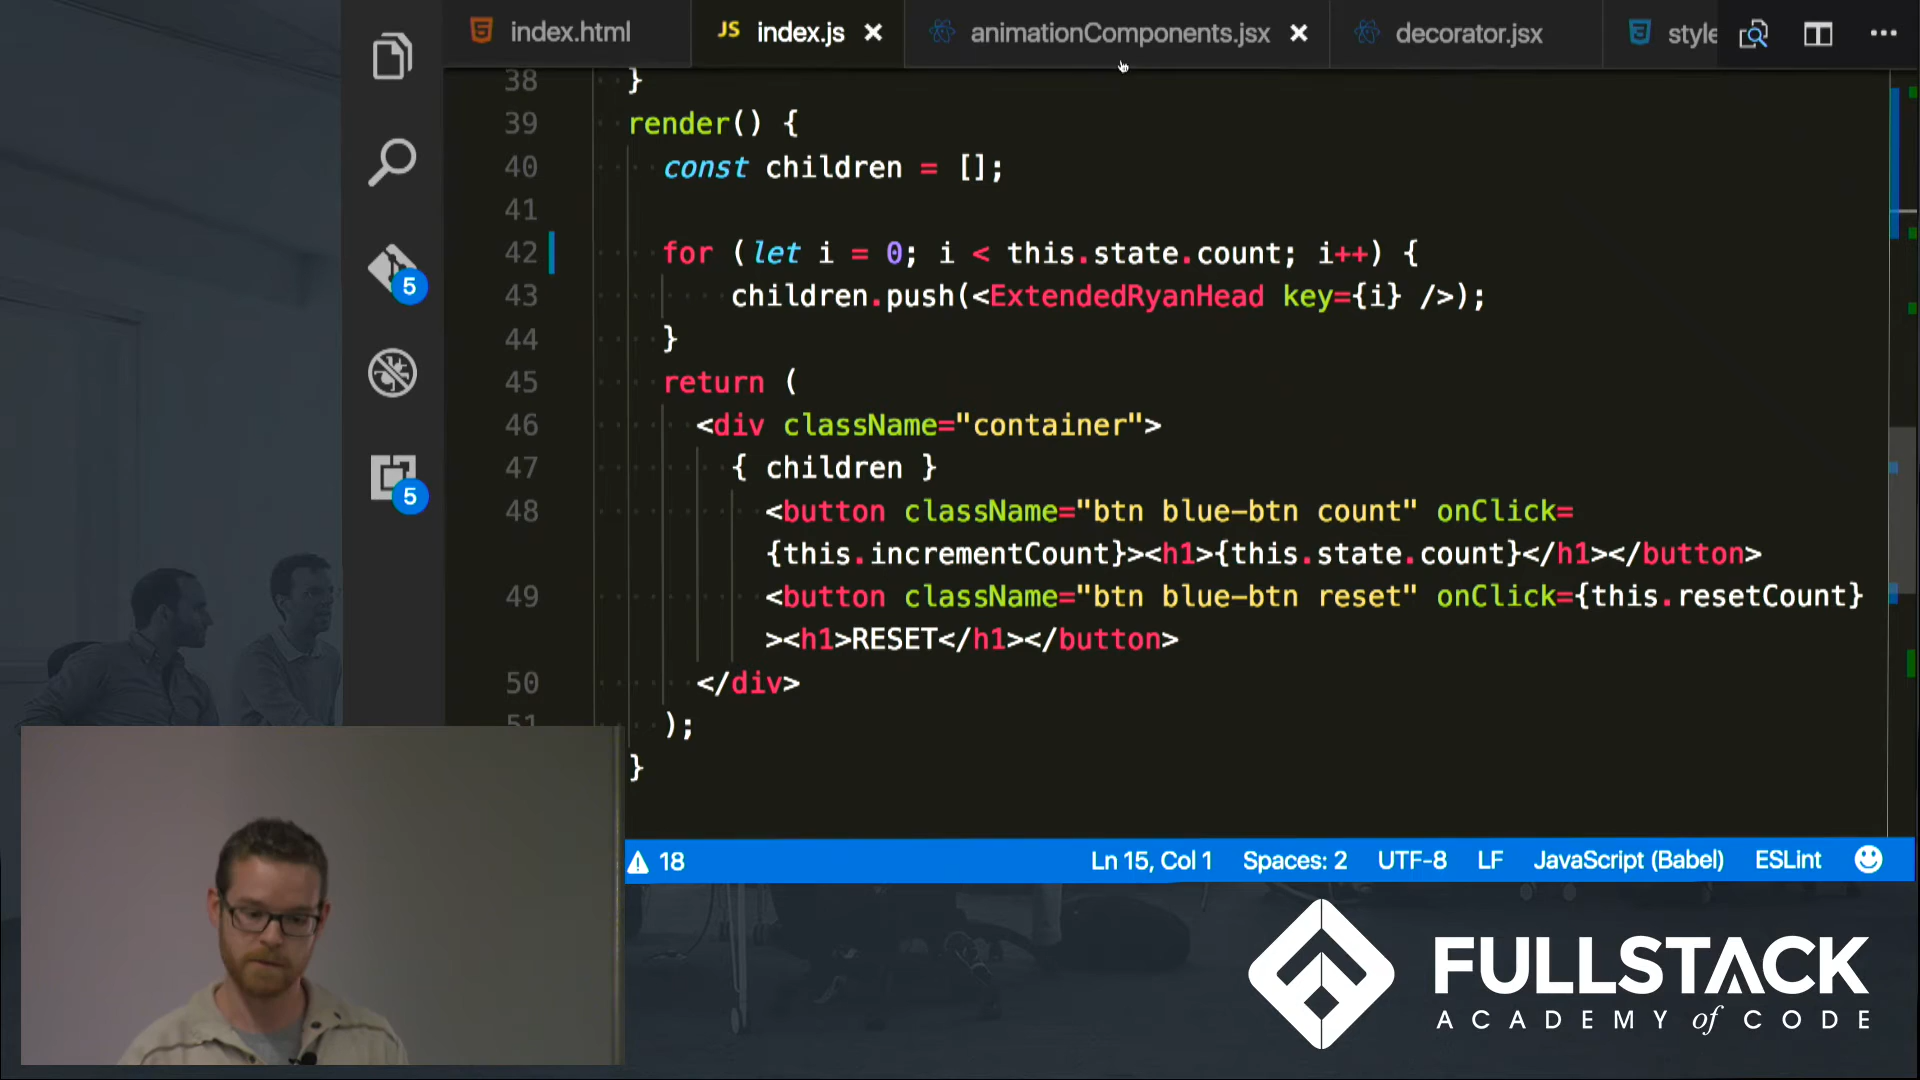 index.html
JS index.js
animationComponents.jsx
decorator.jsx
style
38 }
39 render() {
40 const children = [];
41
42 for (let i = 0; i < this.state.count; i++) {
43 children.push(<ExtendedRyanHead key={i} />);
44 }
45 return (
46 <div className="container">
47 { children }
48 <button className="btn blue-btn count" onClick=
{this.incrementCount}><h1>{this.state.count}</h1></button>
49 <button className="btn blue-btn reset" onClick={this.resetCount}
><h1>RESET</h1></button>
50 </div>
51 );
}
5
5
18
Ln 15, Col 1
Spaces: 2
UTF-8
LF
JavaScript (Babel)
ESLint
FULLSTACK
ACADEMY of CODE